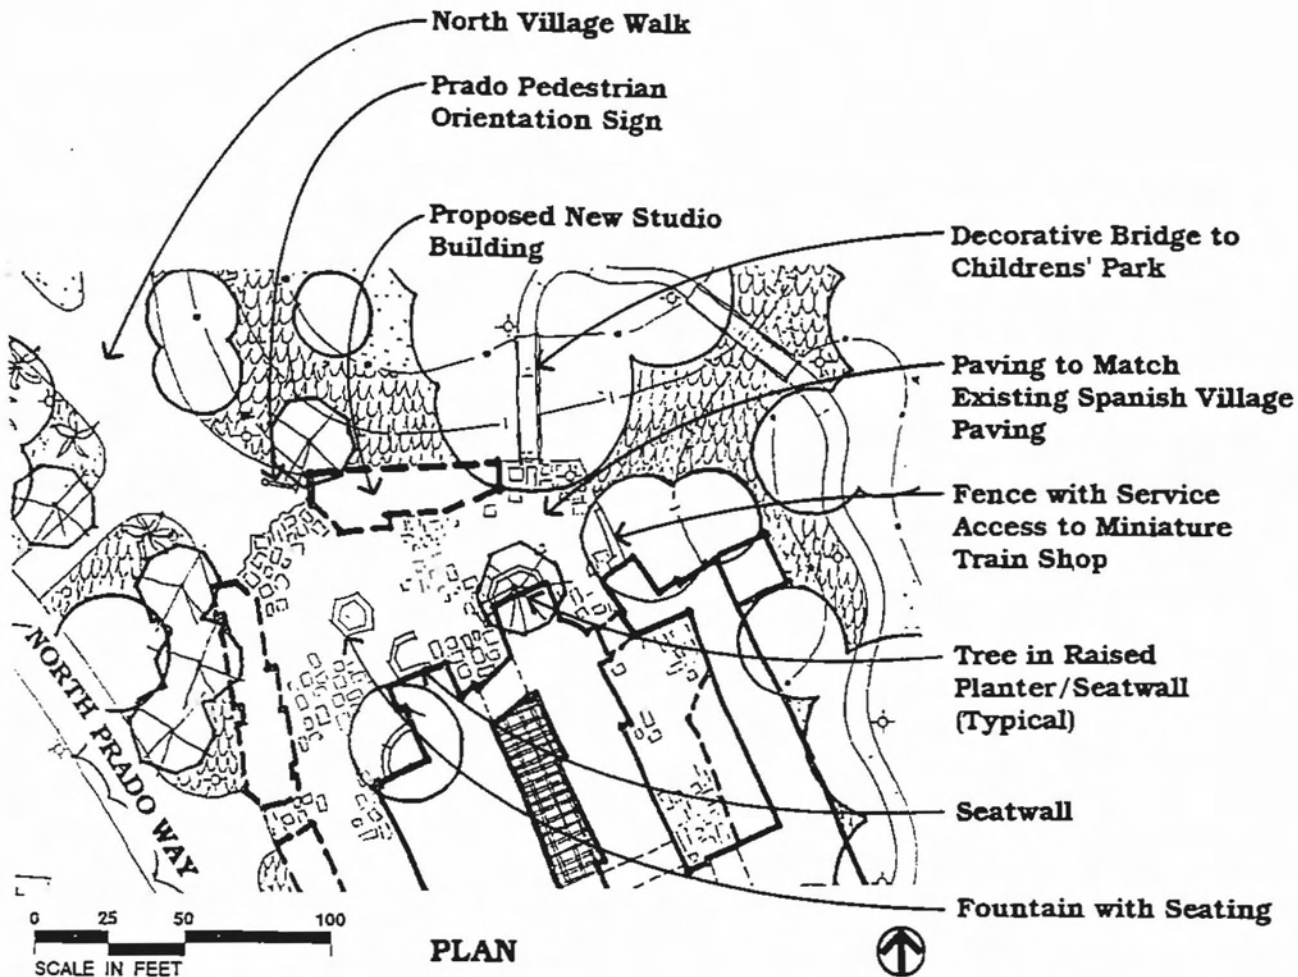 North Village Walk
Prado Pedestrian
Orientation Sign
Proposed New Studio
Building
Decorative Bridge to
Childrens' Park
Paving to Match
Existing Spanish Village
Paving
Fence with Service
Access to Miniature
Train Shop
Tree in Raised
Planter/Seatwall
(Typical)
Seatwall
Fountain with Seating
NORTH PRADO WAY
0 25 50 100
SCALE IN FEET
PLAN